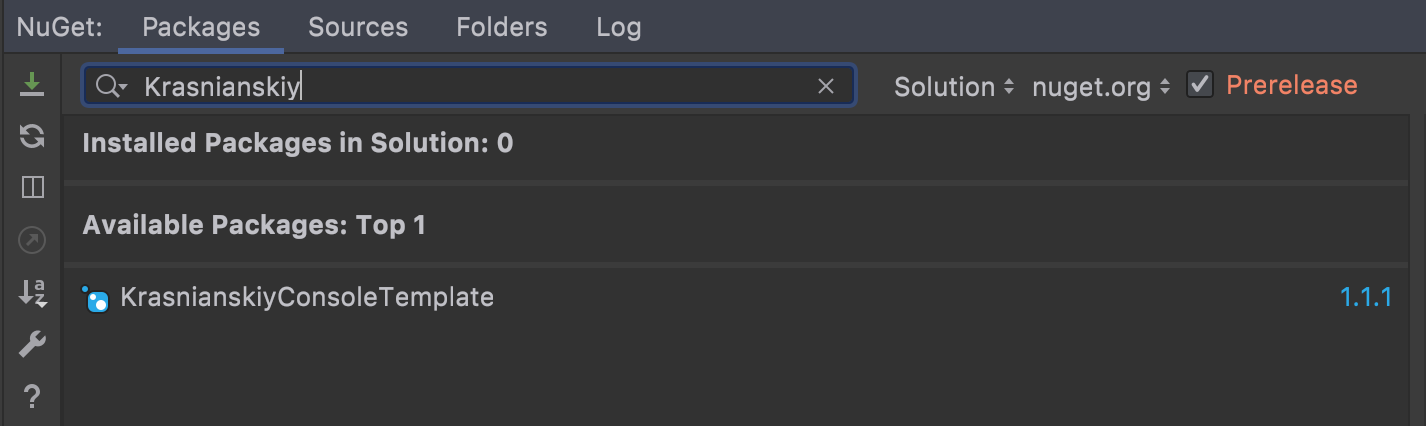 NuGet: Packages Sources Folders Log
Krasnianskiy Solution nuget.org Prerelease
Installed Packages in Solution: 0
Available Packages: Top 1
KrasnianskiyConsoleTemplate 1.1.1
a
z
?